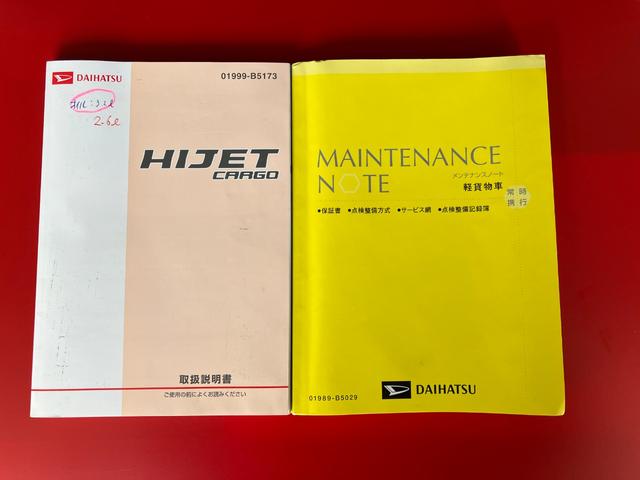 DAIHATSU
01999-B5173
2.6ℓ
HIJET
CARGO
取扱説明書
ご使用の前によくお読みください
MAINTENANCE
NOTE
メンテナンスノート
軽貨物車
常時
携行
•保証書 •点検整備方式 •サービス網 •点検整備記録簿
DAIHATSU
01989-B5029